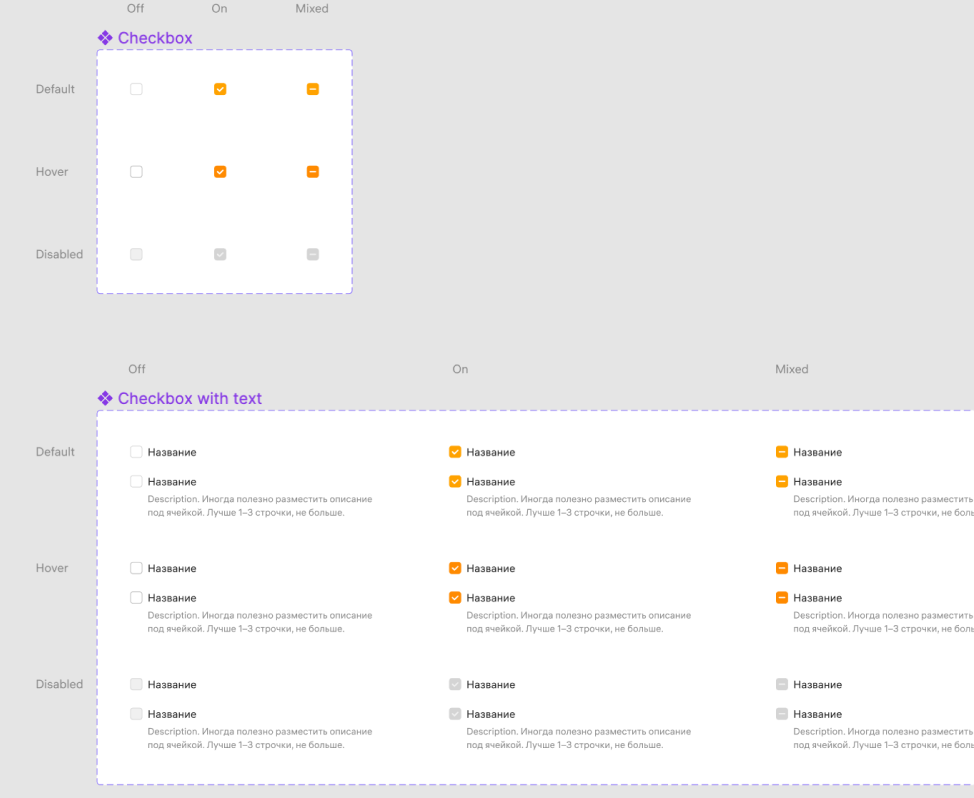 Off On Mixed
Checkbox
Default
Hover
Disabled
Off On Mixed
Checkbox with text
Default Название Название Название
Название Название Название
Description. Иногда полезно разместить описание Description. Иногда полезно разместить описание Description. Иногда полезно разместить
под ячейкой. Лучше 1–3 строчки, не больше. под ячейкой. Лучше 1–3 строчки, не больше. под ячейкой. Лучше 1–3 строчки, не
Hover Название Название Название
Название Название Название
Description. Иногда полезно разместить описание Description. Иногда полезно разместить описание Description. Иногда полезно разместить
под ячейкой. Лучше 1–3 строчки, не больше. под ячейкой. Лучше 1–3 строчки, не больше. под ячейкой. Лучше 1–3 строчки, не
Disabled Название Название Название
Название Название Название
Description. Иногда полезно разместить описание Description. Иногда полезно разместить описание Description. Иногда полезно разместить
под ячейкой. Лучше 1–3 строчки, не больше. под ячейкой. Лучше 1–3 строчки, не больше. под ячейкой. Лучше 1–3 строчки, не